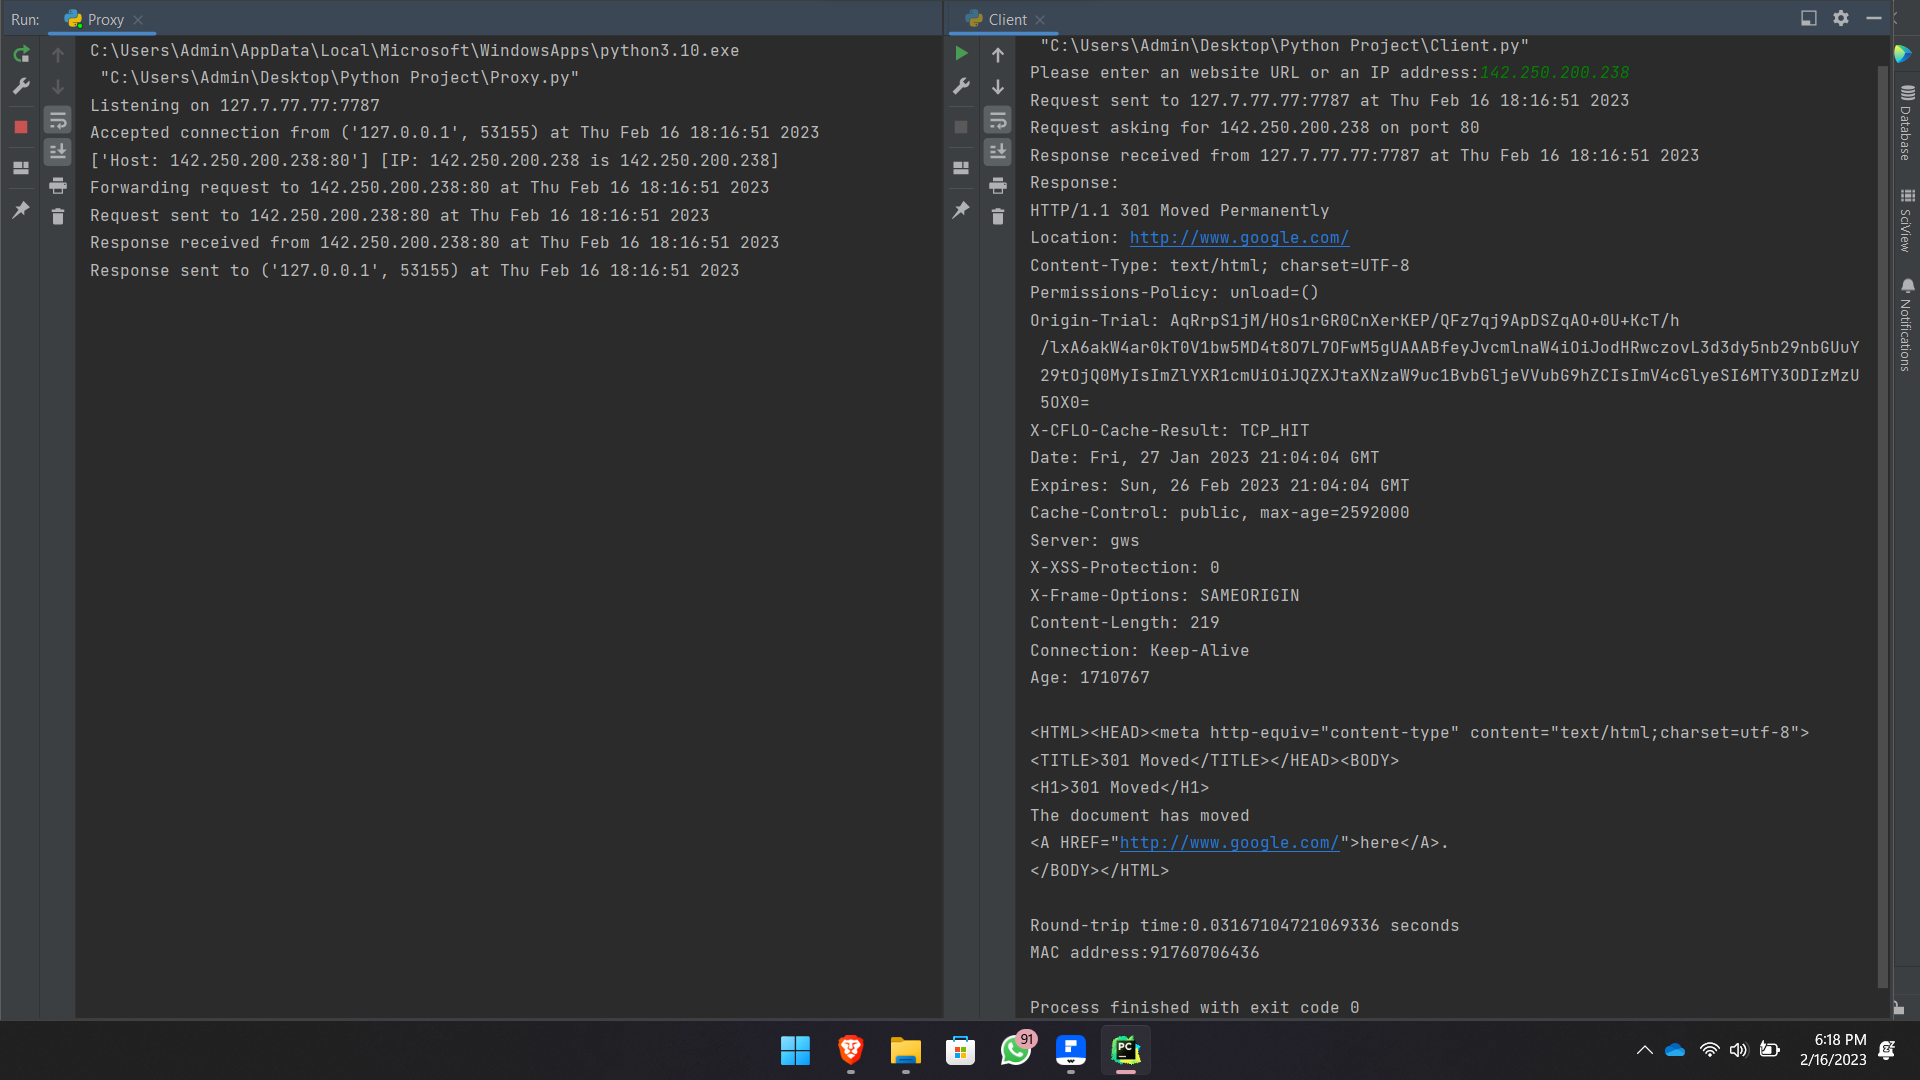 Run: Proxy
C:\Users\Admin\AppData\Local\Microsoft\WindowsApps\python3.10.exe
"C:\Users\Admin\Desktop\Python Project\Proxy.py"
Listening on 127.7.77.77:7787
Accepted connection from ('127.0.0.1', 53155) at Thu Feb 16 18:16:51 2023
['Host: 142.250.200.238:80'] [IP: 142.250.200.238 is 142.250.200.238]
Forwarding request to 142.250.200.238:80 at Thu Feb 16 18:16:51 2023
Request sent to 142.250.200.238:80 at Thu Feb 16 18:16:51 2023
Response received from 142.250.200.238:80 at Thu Feb 16 18:16:51 2023
Response sent to ('127.0.0.1', 53155) at Thu Feb 16 18:16:51 2023
Client
"C:\Users\Admin\Desktop\Python Project\Client.py"
Please enter an website URL or an IP address:142.250.200.238
Request sent to 127.7.77.77:7787 at Thu Feb 16 18:16:51 2023
Request asking for 142.250.200.238 on port 80
Response received from 127.7.77.77:7787 at Thu Feb 16 18:16:51 2023
Response:
HTTP/1.1 301 Moved Permanently
Location: http://www.google.com/
Content-Type: text/html; charset=UTF-8
Permissions-Policy: unload=()
Origin-Trial: AqRrpS1jM/HOs1rGR0CnXerKEP/QFz7qj9ApDSZqAO+0U+KcT/h
/lxA6akW4ar0kT0V1bw5MD4t8O7L7OFwM5gUAAABfeyJvcmlnaW4iOiJodHRwczovL3d3dy5nb29nbGUuY
29tOjQ0MyIsImZlYXR1cmUiOiJQZXJtaXNzaW9uc1BvbGljeVVubG9hZCIsImV4cGlyeSI6MTY3ODIzMzU
5OX0=
X-CFLO-Cache-Result: TCP_HIT
Date: Fri, 27 Jan 2023 21:04:04 GMT
Expires: Sun, 26 Feb 2023 21:04:04 GMT
Cache-Control: public, max-age=2592000
Server: gws
X-XSS-Protection: 0
X-Frame-Options: SAMEORIGIN
Content-Length: 219
Connection: Keep-Alive
Age: 1710767
<HTML><HEAD><meta http-equiv="content-type" content="text/html;charset=utf-8">
<TITLE>301 Moved</TITLE></HEAD><BODY>
<H1>301 Moved</H1>
The document has moved
<A HREF="http://www.google.com/">here</A>.
</BODY></HTML>
Round-trip time:0.03167104721069336 seconds
MAC address:91760706436
Process finished with exit code 0
Database
SciView
Notifications
91
PC
6:18 PM
2/16/2023